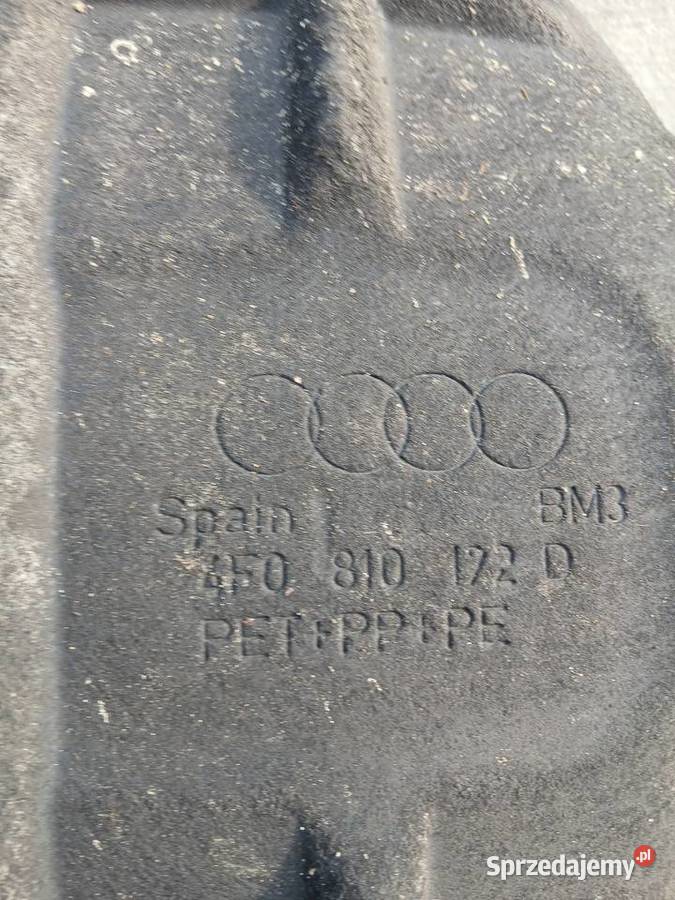 Spain BM3
4F0 810 172 D
PET+PP+PE
Sprzedajemy.pl